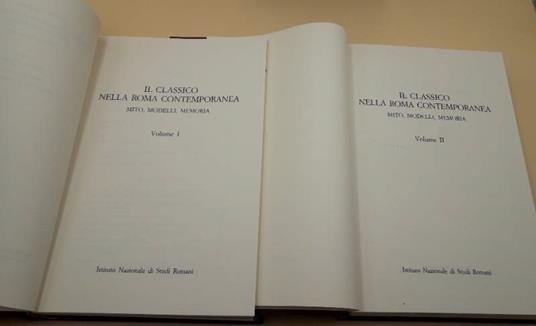 IL CLASSICO
NELLA ROMA CONTEMPORANEA
MITO, MODELLI, MEMORIA
Volume I
Istituto Nazionale di Studi Romani
IL CLASSICO
NELLA ROMA CONTEMPORANEA
MITO, MODELLI, MEMORIA
Volume II
Istituto Nazionale di Studi Romani